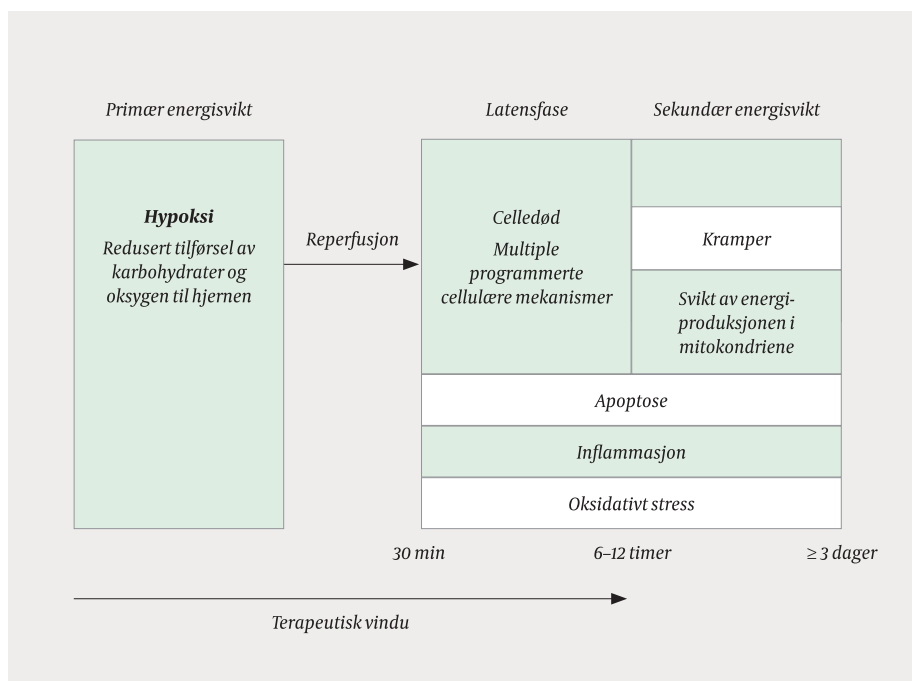 Primær energisvikt
Latensfase
Sekundær energisvikt
Hypoksi
Redusert tilførsel av
karbohydrater og
oksygen til hjernen
Reperfusjon
Celledød
Multiple
programmerte
cellulære mekanismer
Kramper
Svikt av energi-
produksjonen i
mitokondriene
Apoptose
Inflammasjon
Oksidativt stress
30 min
6–12 timer
≥ 3 dager
Terapeutisk vindu